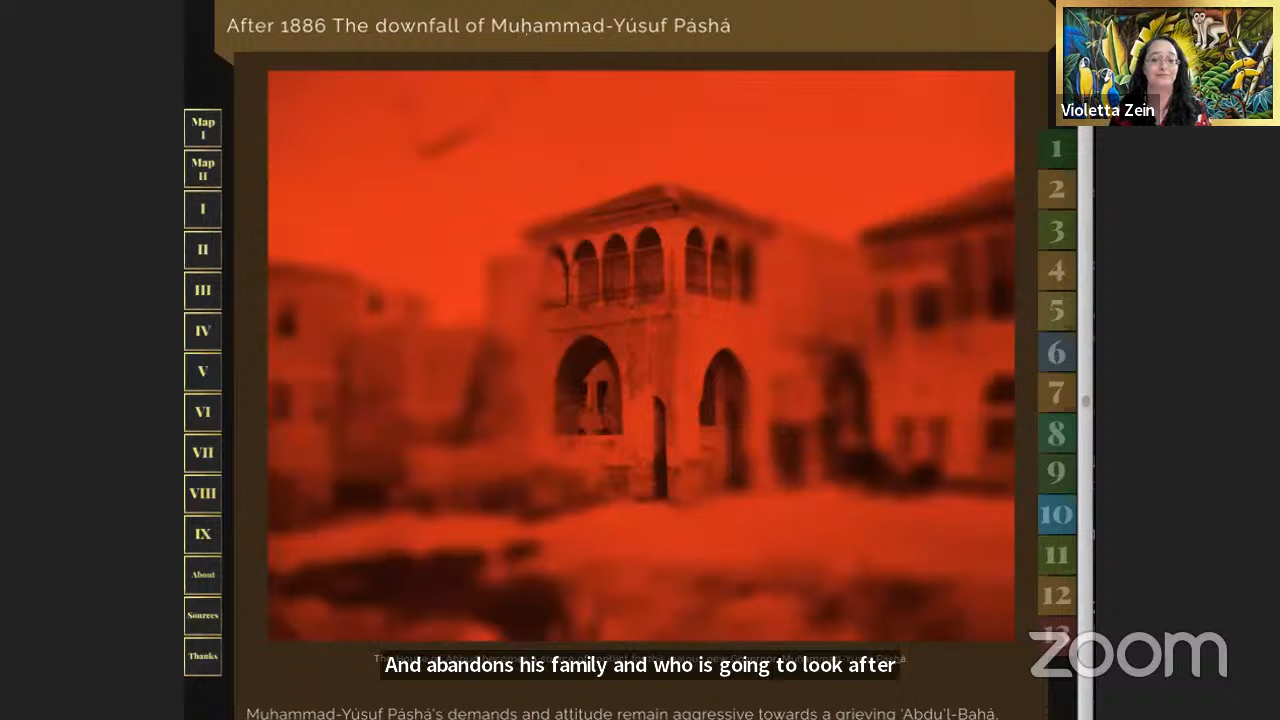 After 1886 The downfall of Muḥammad-Yúsuf Páshá
Violetta Zein
Map
I
Map
II
I
II
III
IV
V
VI
VII
VIII
IX
About
Sources
Thanks
1
2
3
4
5
6
7
8
9
10
11
12
13
And abandons his family and who is going to look after
zoom
Muḥammad-Yúsuf Páshá's demands and attitude remain aggressive towards a grieving 'Abdu'l-Bahá,